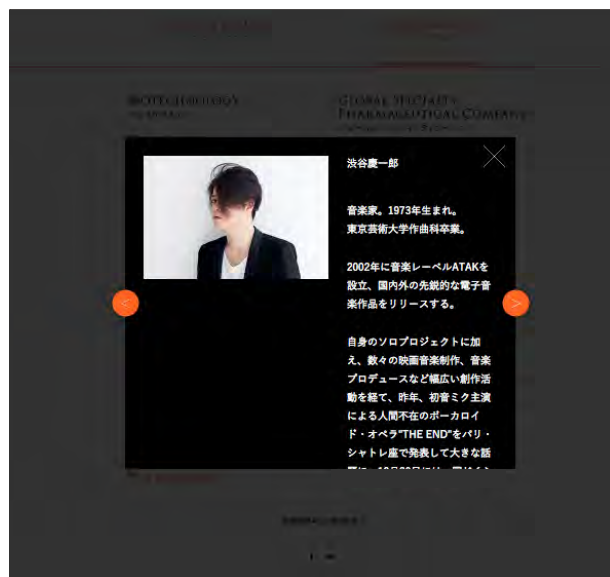 BIOTECHNOLOGY
GLOBAL SPECIALTY
PHARMACEUTICAL COMPANY
渋谷慶一郎
音楽家。1973年生まれ。
東京芸術大学作曲科卒業。
2002年に音楽レーベルATAKを
設立、国内外の先鋭的な電子音
楽作品をリリースする。
自身のソロプロジェクトに加
え、数々の映画音楽制作、音楽
プロデュースなど幅広い創作活
動を経て、昨年、初音ミク主演
による人間不在のボーカロイ
ド・オペラ"THE END"をパリ・
シャトレ座で発表して大きな話